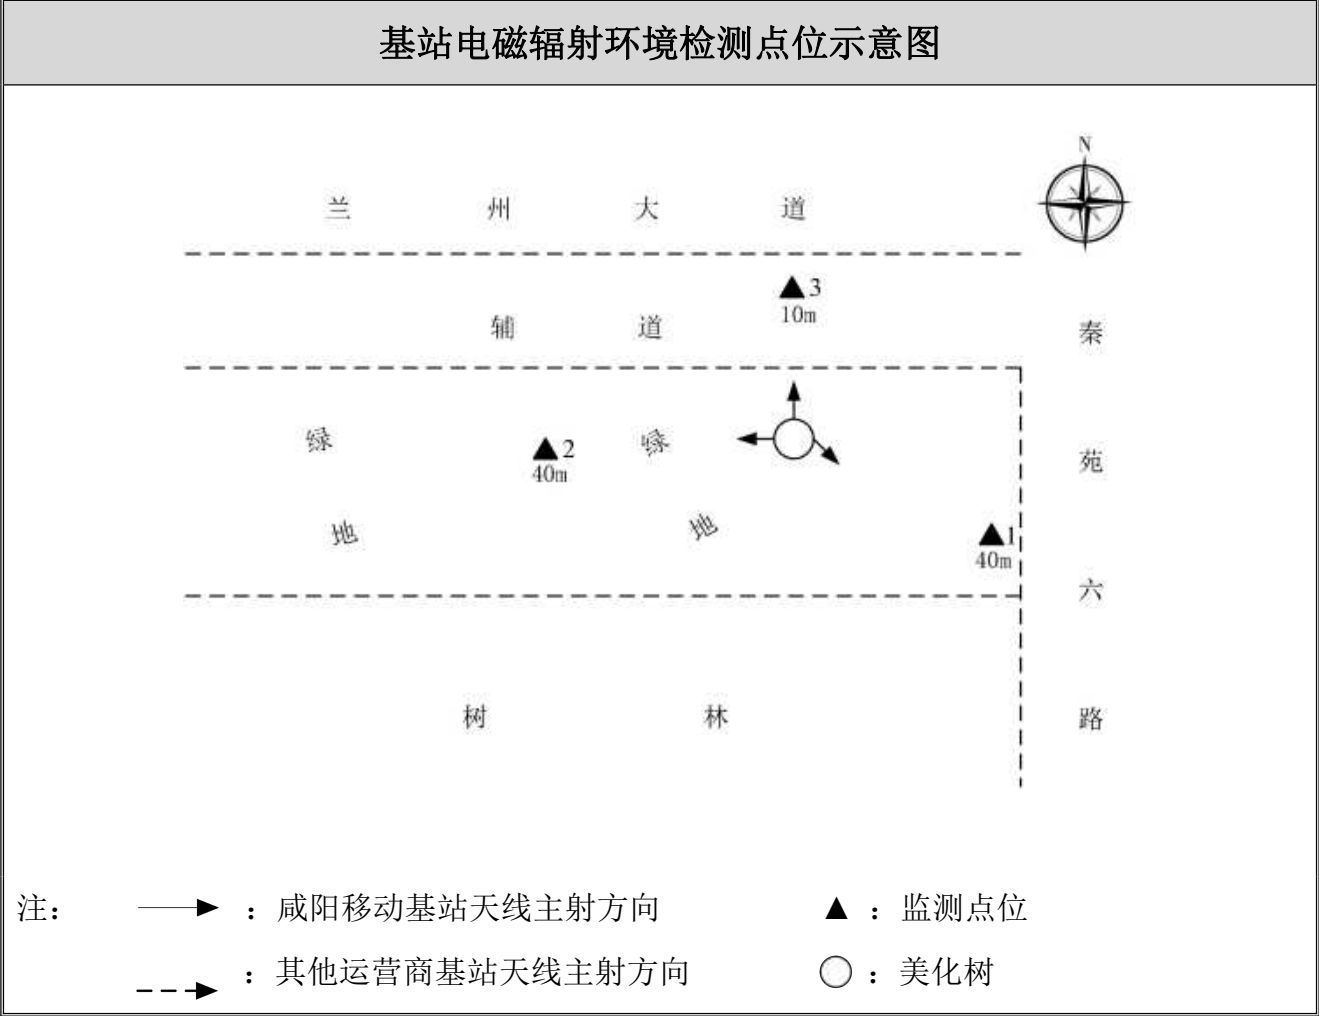 基站电磁辐射环境检测点位示意图
N
兰州大道
3
10m
辅道
秦苑六路
绿地
2
40m
绿地
1
40m
树林
注：
：咸阳移动基站天线主射方向
▲：监测点位
：其他运营商基站天线主射方向
：美化树